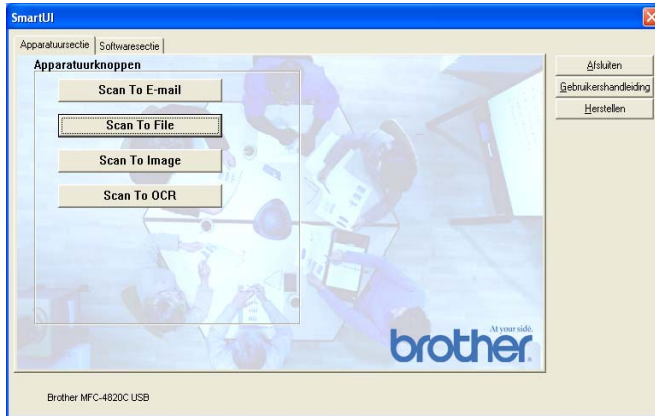 SmartUI
Apparatuursectie
Softwaresectie
Apparatuurknoppen
Scan To E-mail
Scan To File
Scan To Image
Scan To OCR
Afsluiten
Gebruikershandleiding
Herstellen
At your side.
brother
Brother MFC-4820C USB